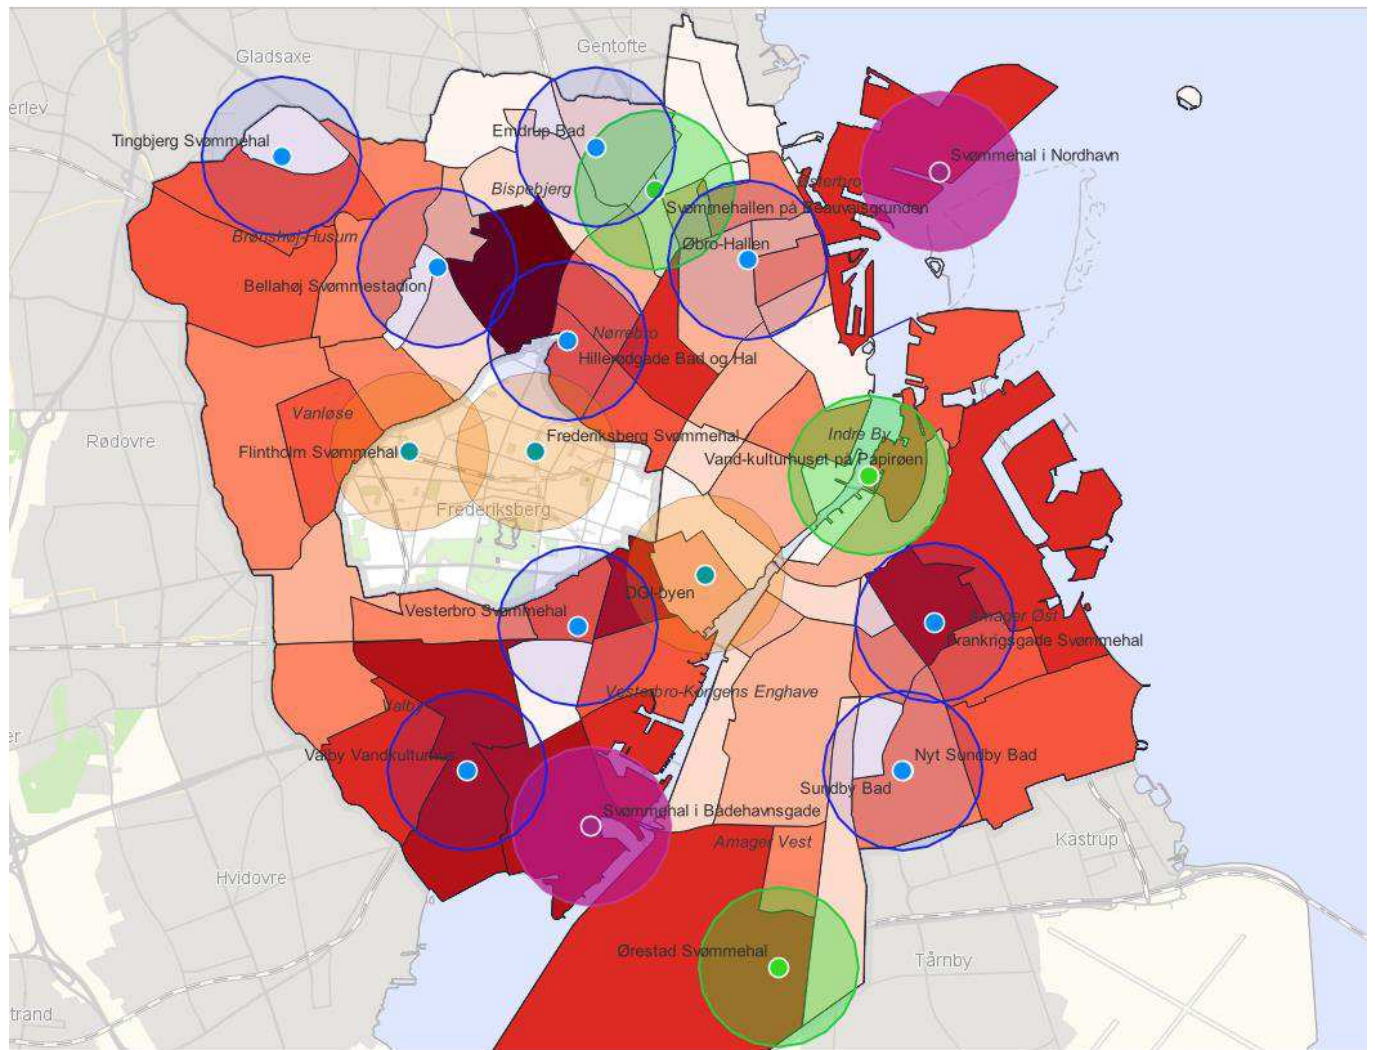 Gentofte
Gladsaxe
erlev
Tingbjerg Svømmehal
Emdrup Bad
Svømmehal i Nordhavn
Bispebjerg
Svømmehallen på Beauvaisgrunden
Brønshøj-Husum
Øbro-Hallen
Bellahøj Svømmestadion
Nørrebro
Hillerødgade Bad og Hal
Vanløse
Rødovre
Frederiksberg Svømmehal
Indre By
Flintholm Svømmehal
Vand-kulturhuset på Papirøen
Frederiksberg
DGI-byen
Vesterbro Svømmehal
Amager Øst
Frankrigsgade Svømmehal
Vesterbro-Kongens Enghave
Valby
er
Valby Vandkulturhus
Nyt Sundby Bad
Sundby Bad
Svømmehal i Bådehavnsgade
Amager Vest
Kastrup
Hvidovre
Ørestad Svømmehal
Tårnby
trand